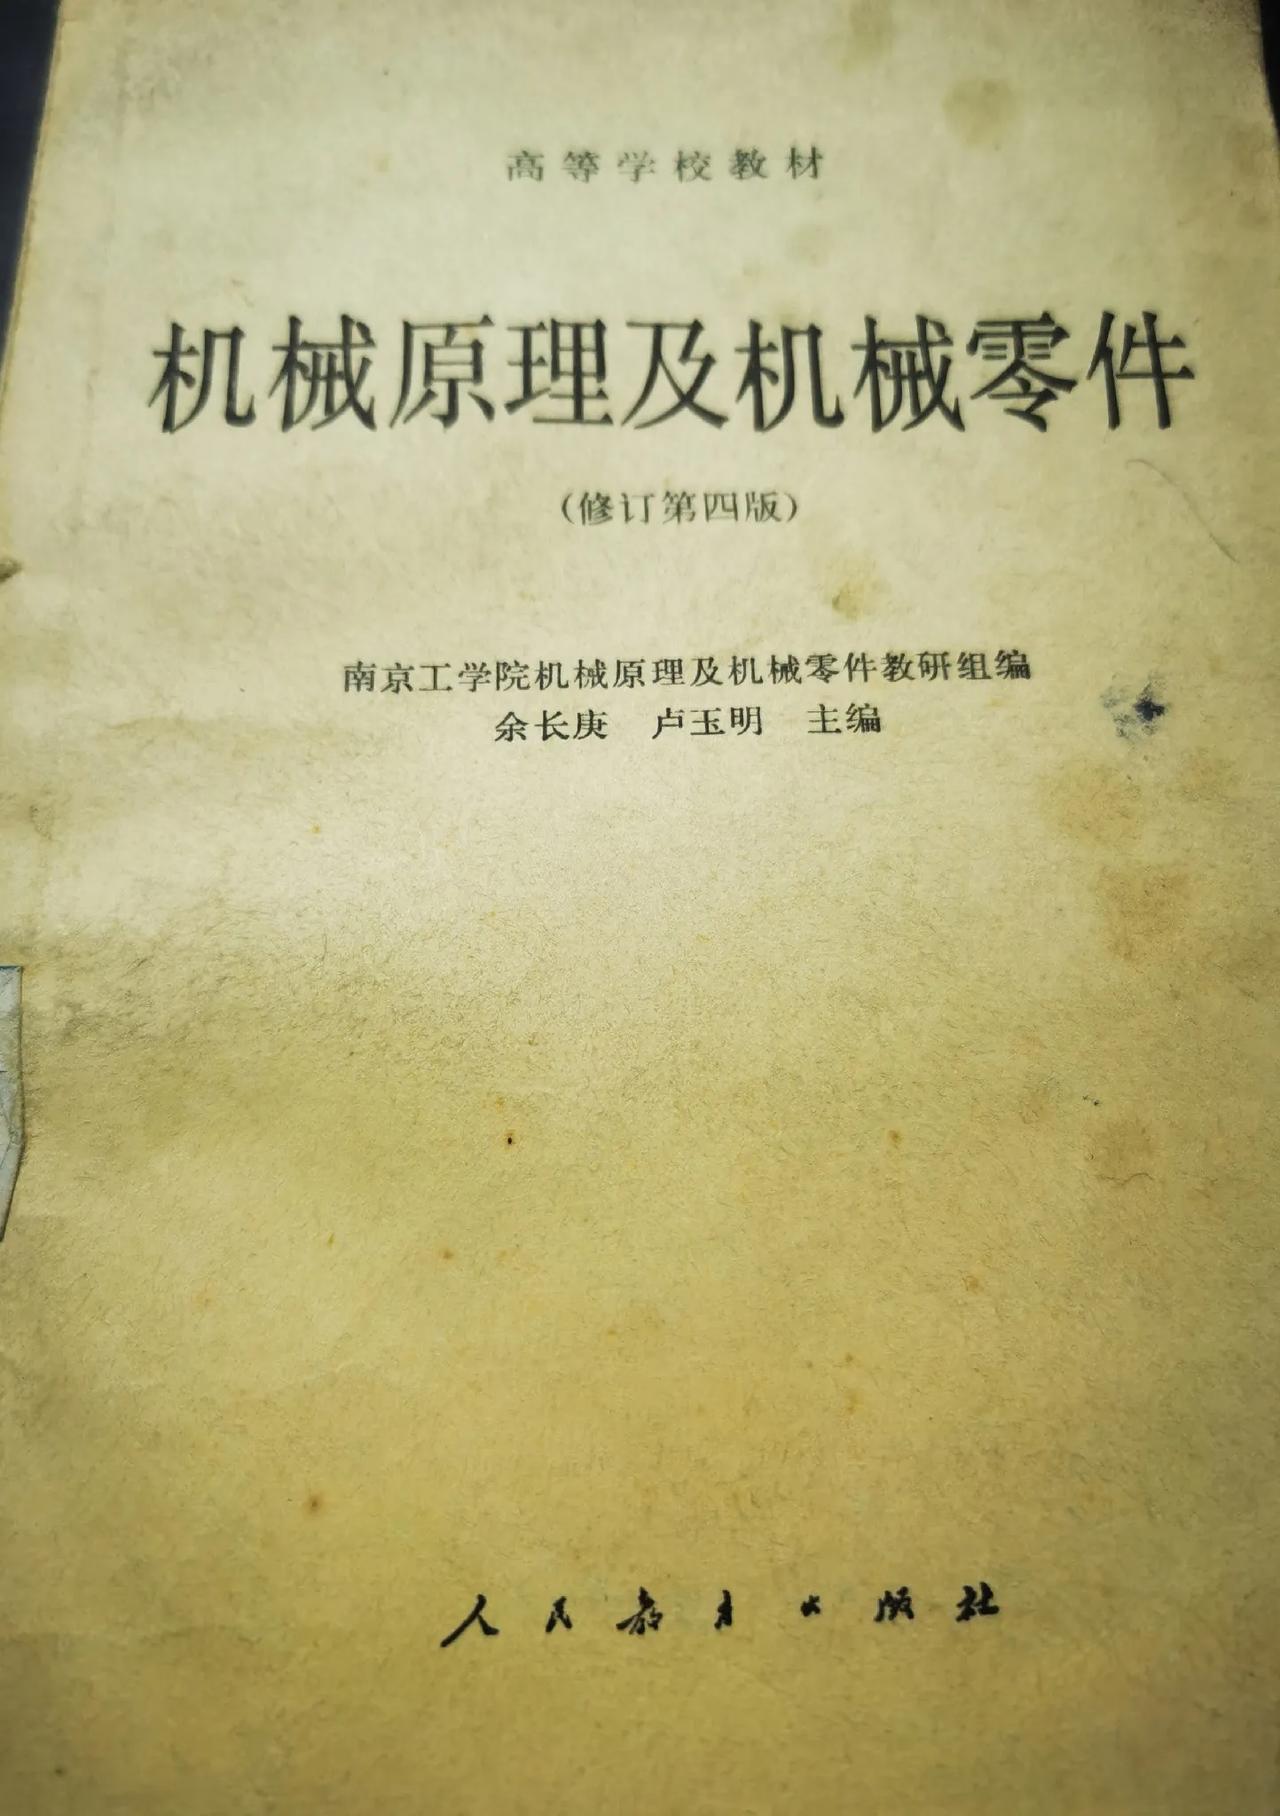 高等学校教材
机械原理及机械零件
(修订第四版)
南京工学院机械原理及机械零件教研组编
余长庚 卢玉明 主编
人民教育出版社